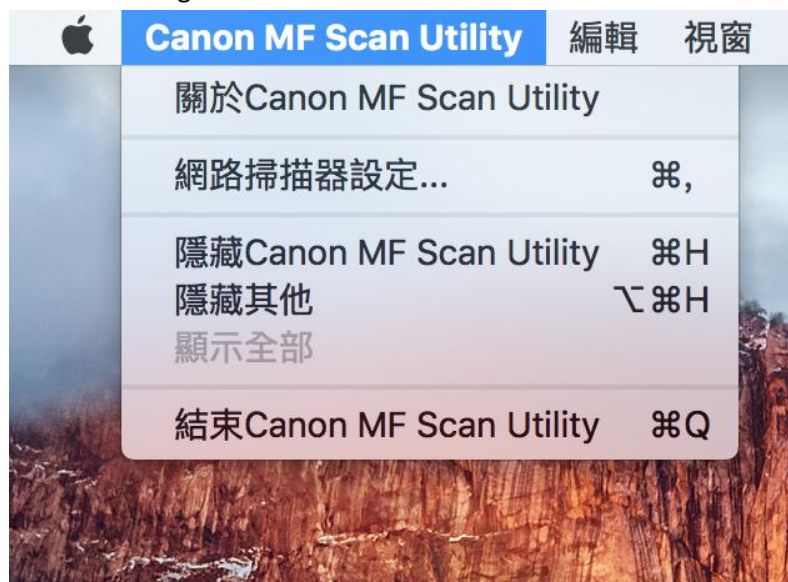 Canon MF Scan Utility 編輯 視窗
關於Canon MF Scan Utility
網路掃描器設定... ⌘,
隱藏Canon MF Scan Utility ⌘H
隱藏其他 ⌥⌘H
顯示全部
結束Canon MF Scan Utility ⌘Q